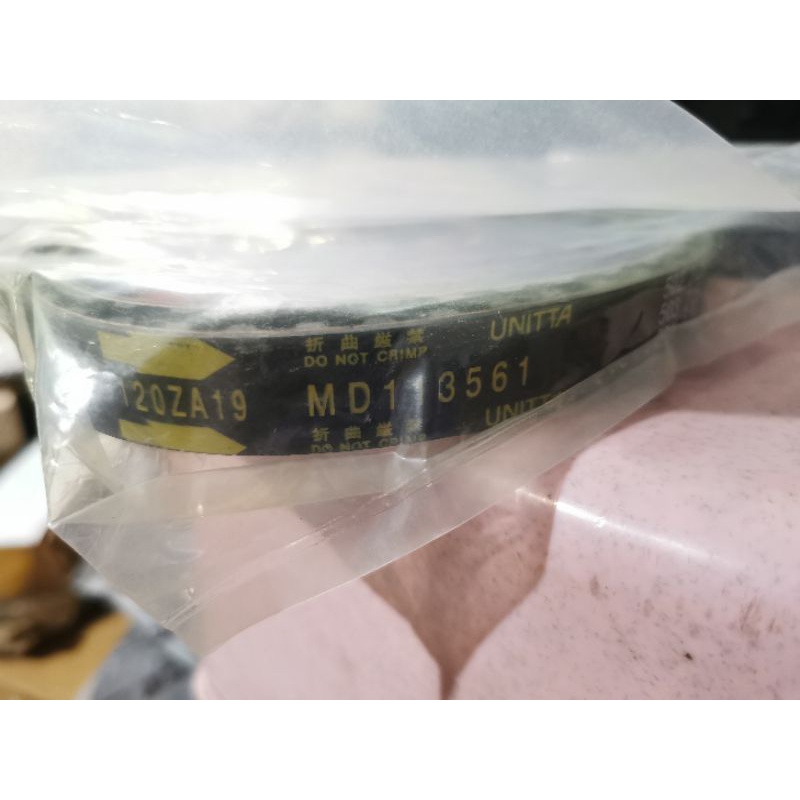 折曲厳禁
DO NOT CRIMP
UNITTA
120ZA19
MD1 3561
UNITTA
折曲厳禁
DO NOT CRIMP